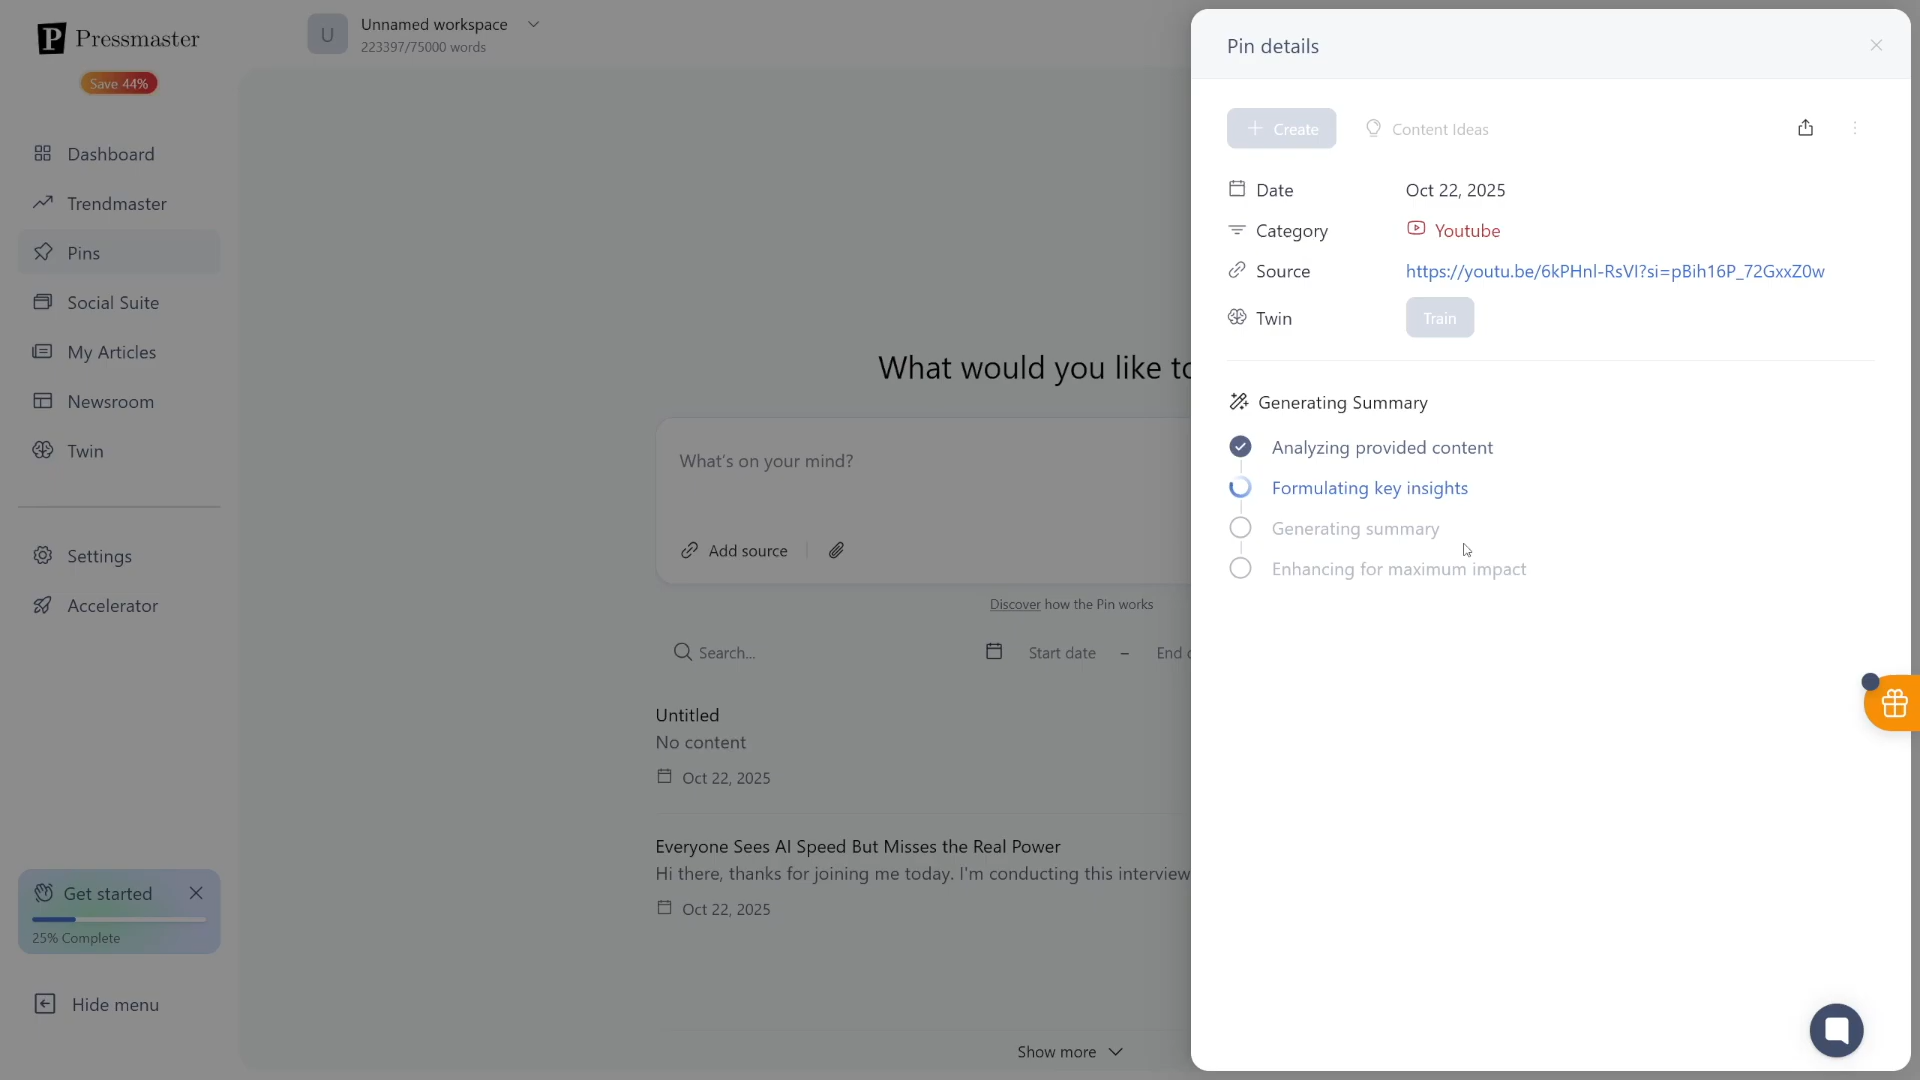 Pressmaster
Save 44%
Dashboard
Trendmaster
Pins
Social Suite
My Articles
Newsroom
Twin
Settings
Accelerator
Get started
25% Complete
Hide menu
U
Unnamed workspace
223397/75000 words
What would you like to
What's on your mind?
Add source
Discover how the Pin works
Search...
Start date – End d
Untitled
No content
Oct 22, 2025
Everyone Sees AI Speed But Misses the Real Power
Hi there, thanks for joining me today. I'm conducting this interview
Oct 22, 2025
Show more
Pin details
Create
Content Ideas
Date Oct 22, 2025
Category Youtube
Source https://youtu.be/6kPHnl-RsVI?si=pBih16P_72GxxZ0w
Twin Train
Generating Summary
Analyzing provided content
Formulating key insights
Generating summary
Enhancing for maximum impact